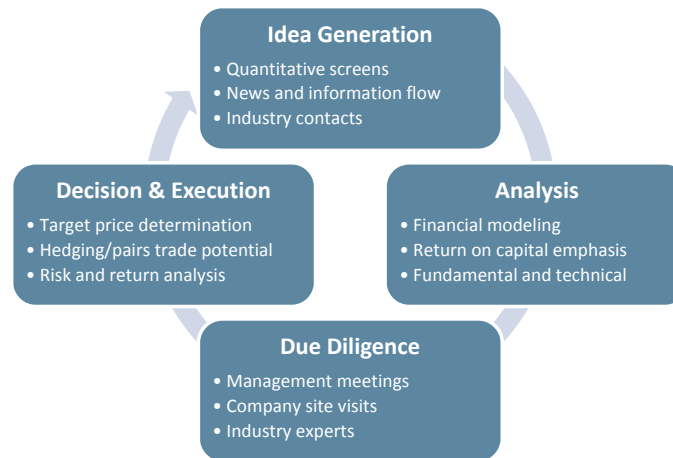 Idea Generation
• Quantitative screens
• News and information flow
• Industry contacts
Decision & Execution
• Target price determination
• Hedging/pairs trade potential
• Risk and return analysis
Analysis
• Financial modeling
• Return on capital emphasis
• Fundamental and technical
Due Diligence
• Management meetings
• Company site visits
• Industry experts